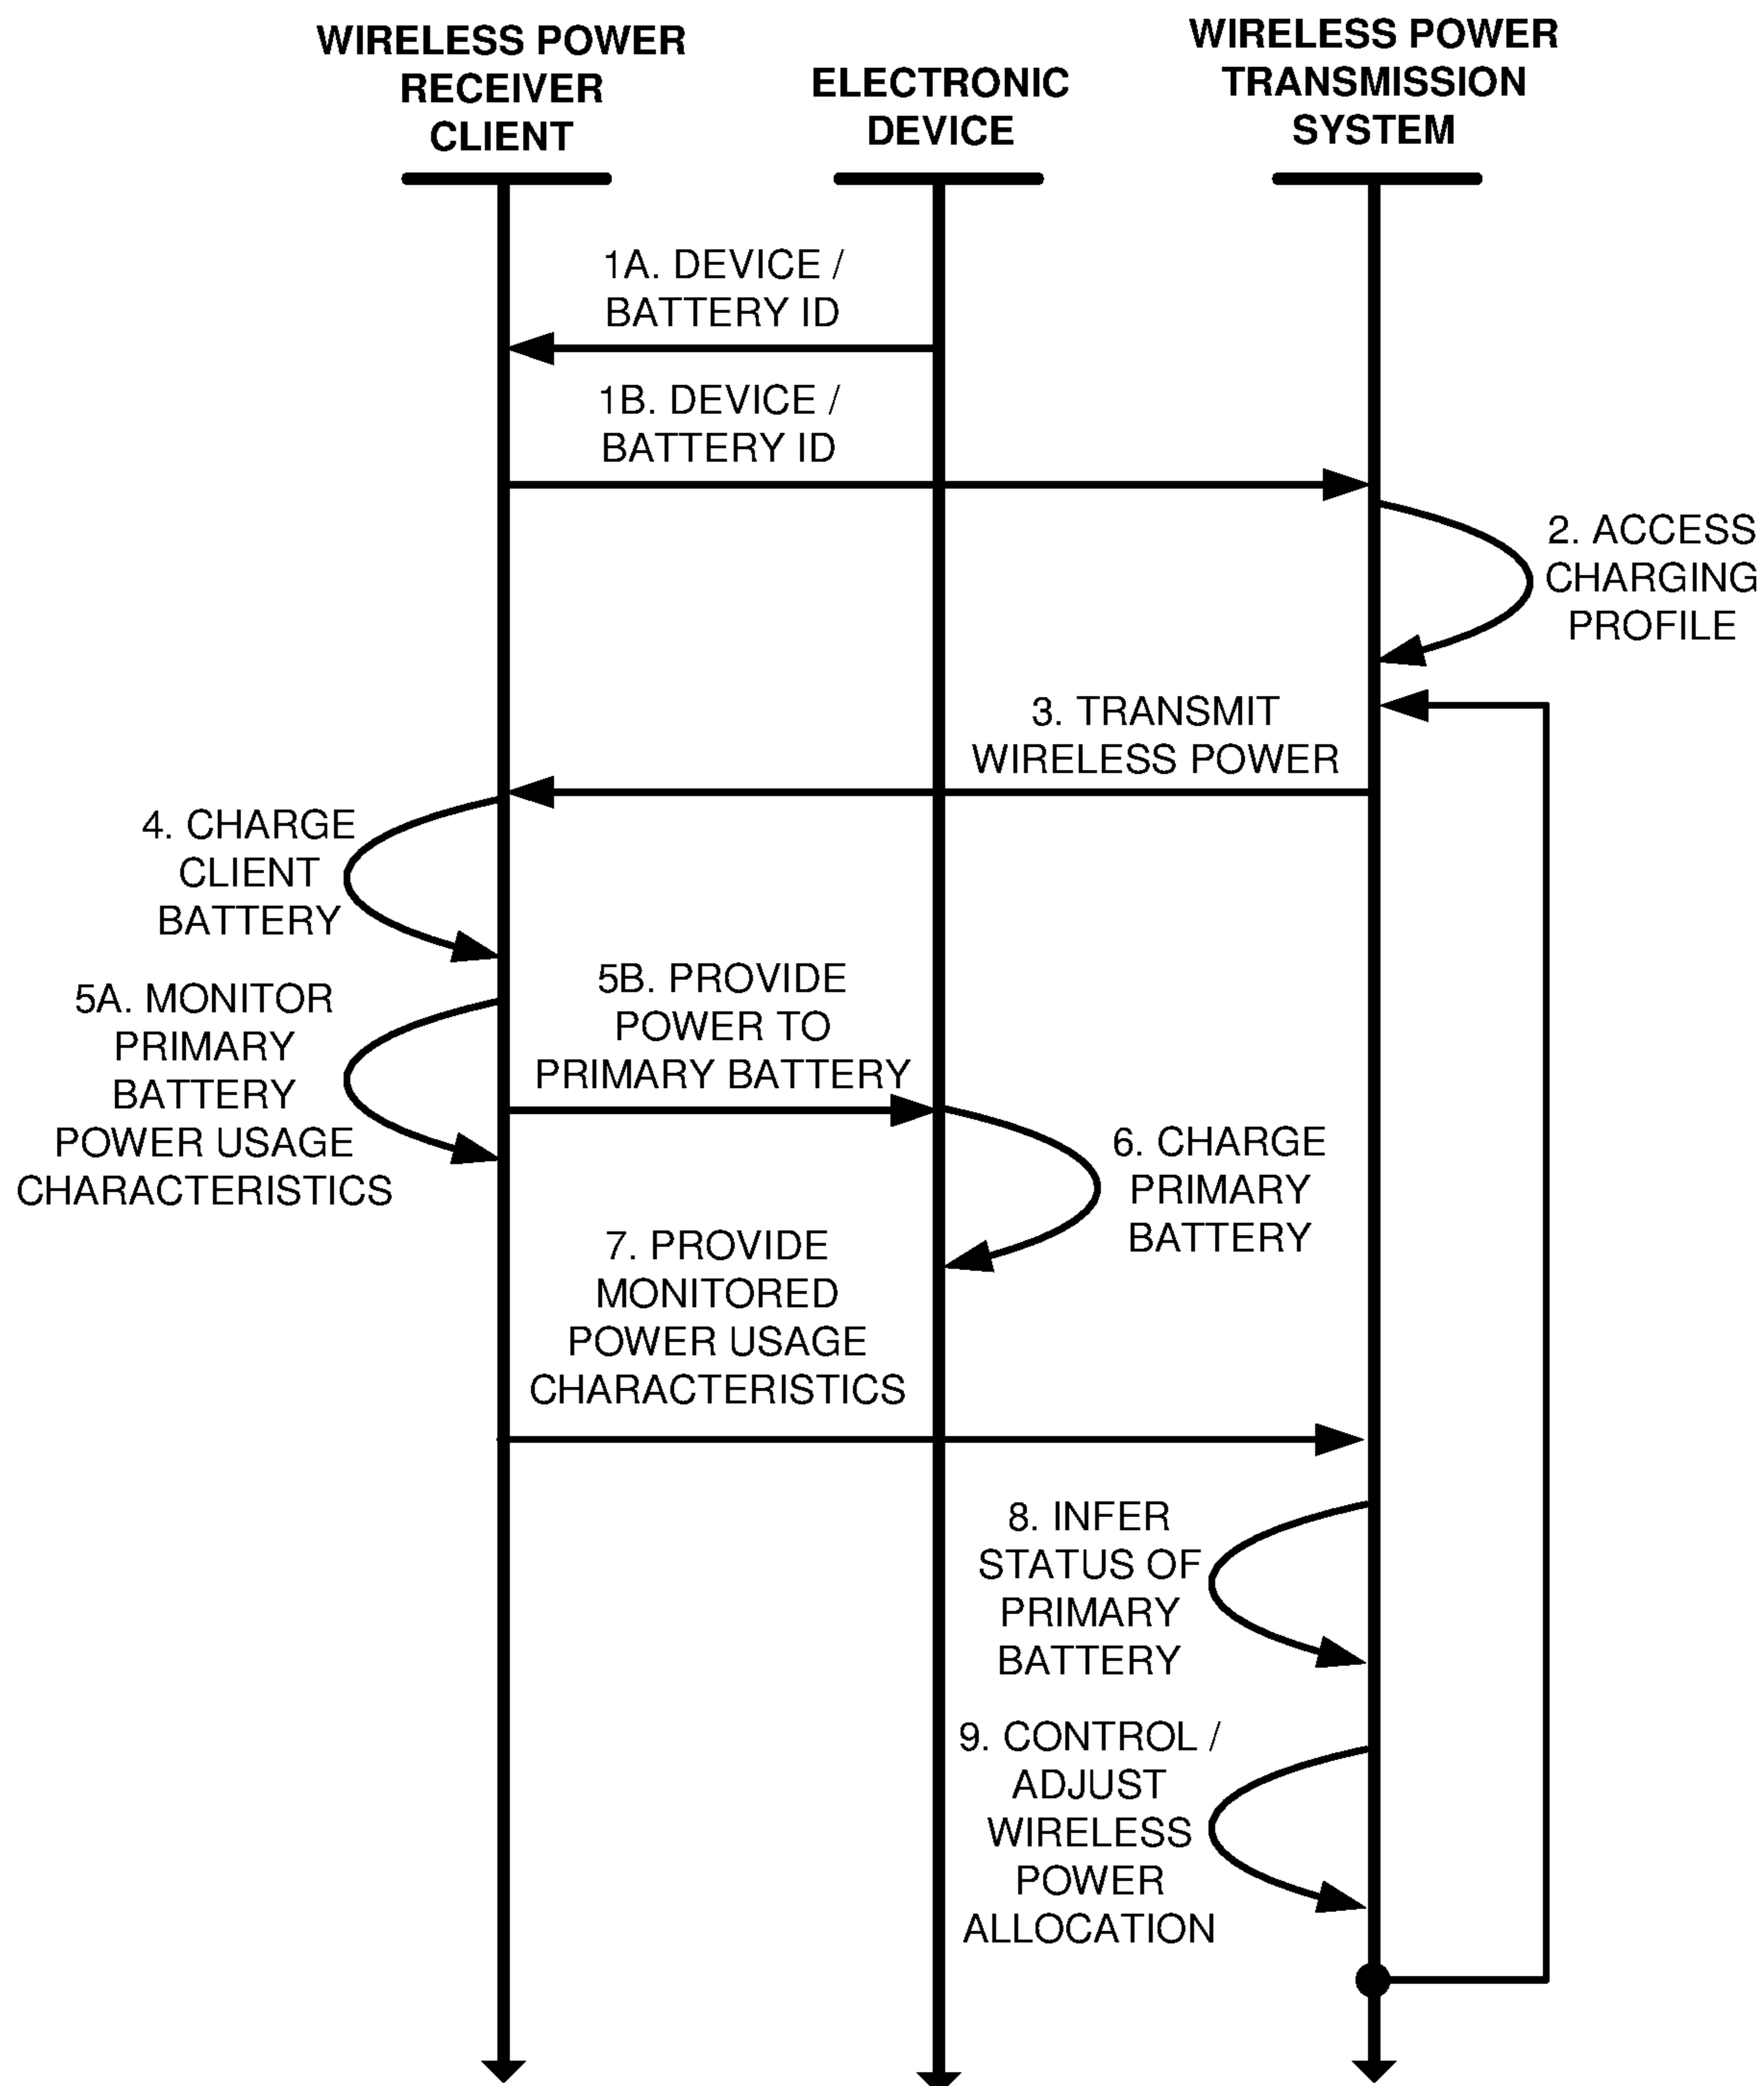 WIRELESS POWER
RECEIVER
CLIENT
ELECTRONIC
DEVICE
WIRELESS POWER
TRANSMISSION
SYSTEM
1A. DEVICE /
BATTERY ID
1B. DEVICE /
BATTERY ID
2. ACCESS
CHARGING
PROFILE
3. TRANSMIT
WIRELESS POWER
4. CHARGE
CLIENT
BATTERY
5A. MONITOR
PRIMARY
BATTERY
POWER USAGE
CHARACTERISTICS
5B. PROVIDE
POWER TO
PRIMARY BATTERY
6. CHARGE
PRIMARY
BATTERY
7. PROVIDE
MONITORED
POWER USAGE
CHARACTERISTICS
8. INFER
STATUS OF
PRIMARY
BATTERY
9. CONTROL /
ADJUST
WIRELESS
POWER
ALLOCATION